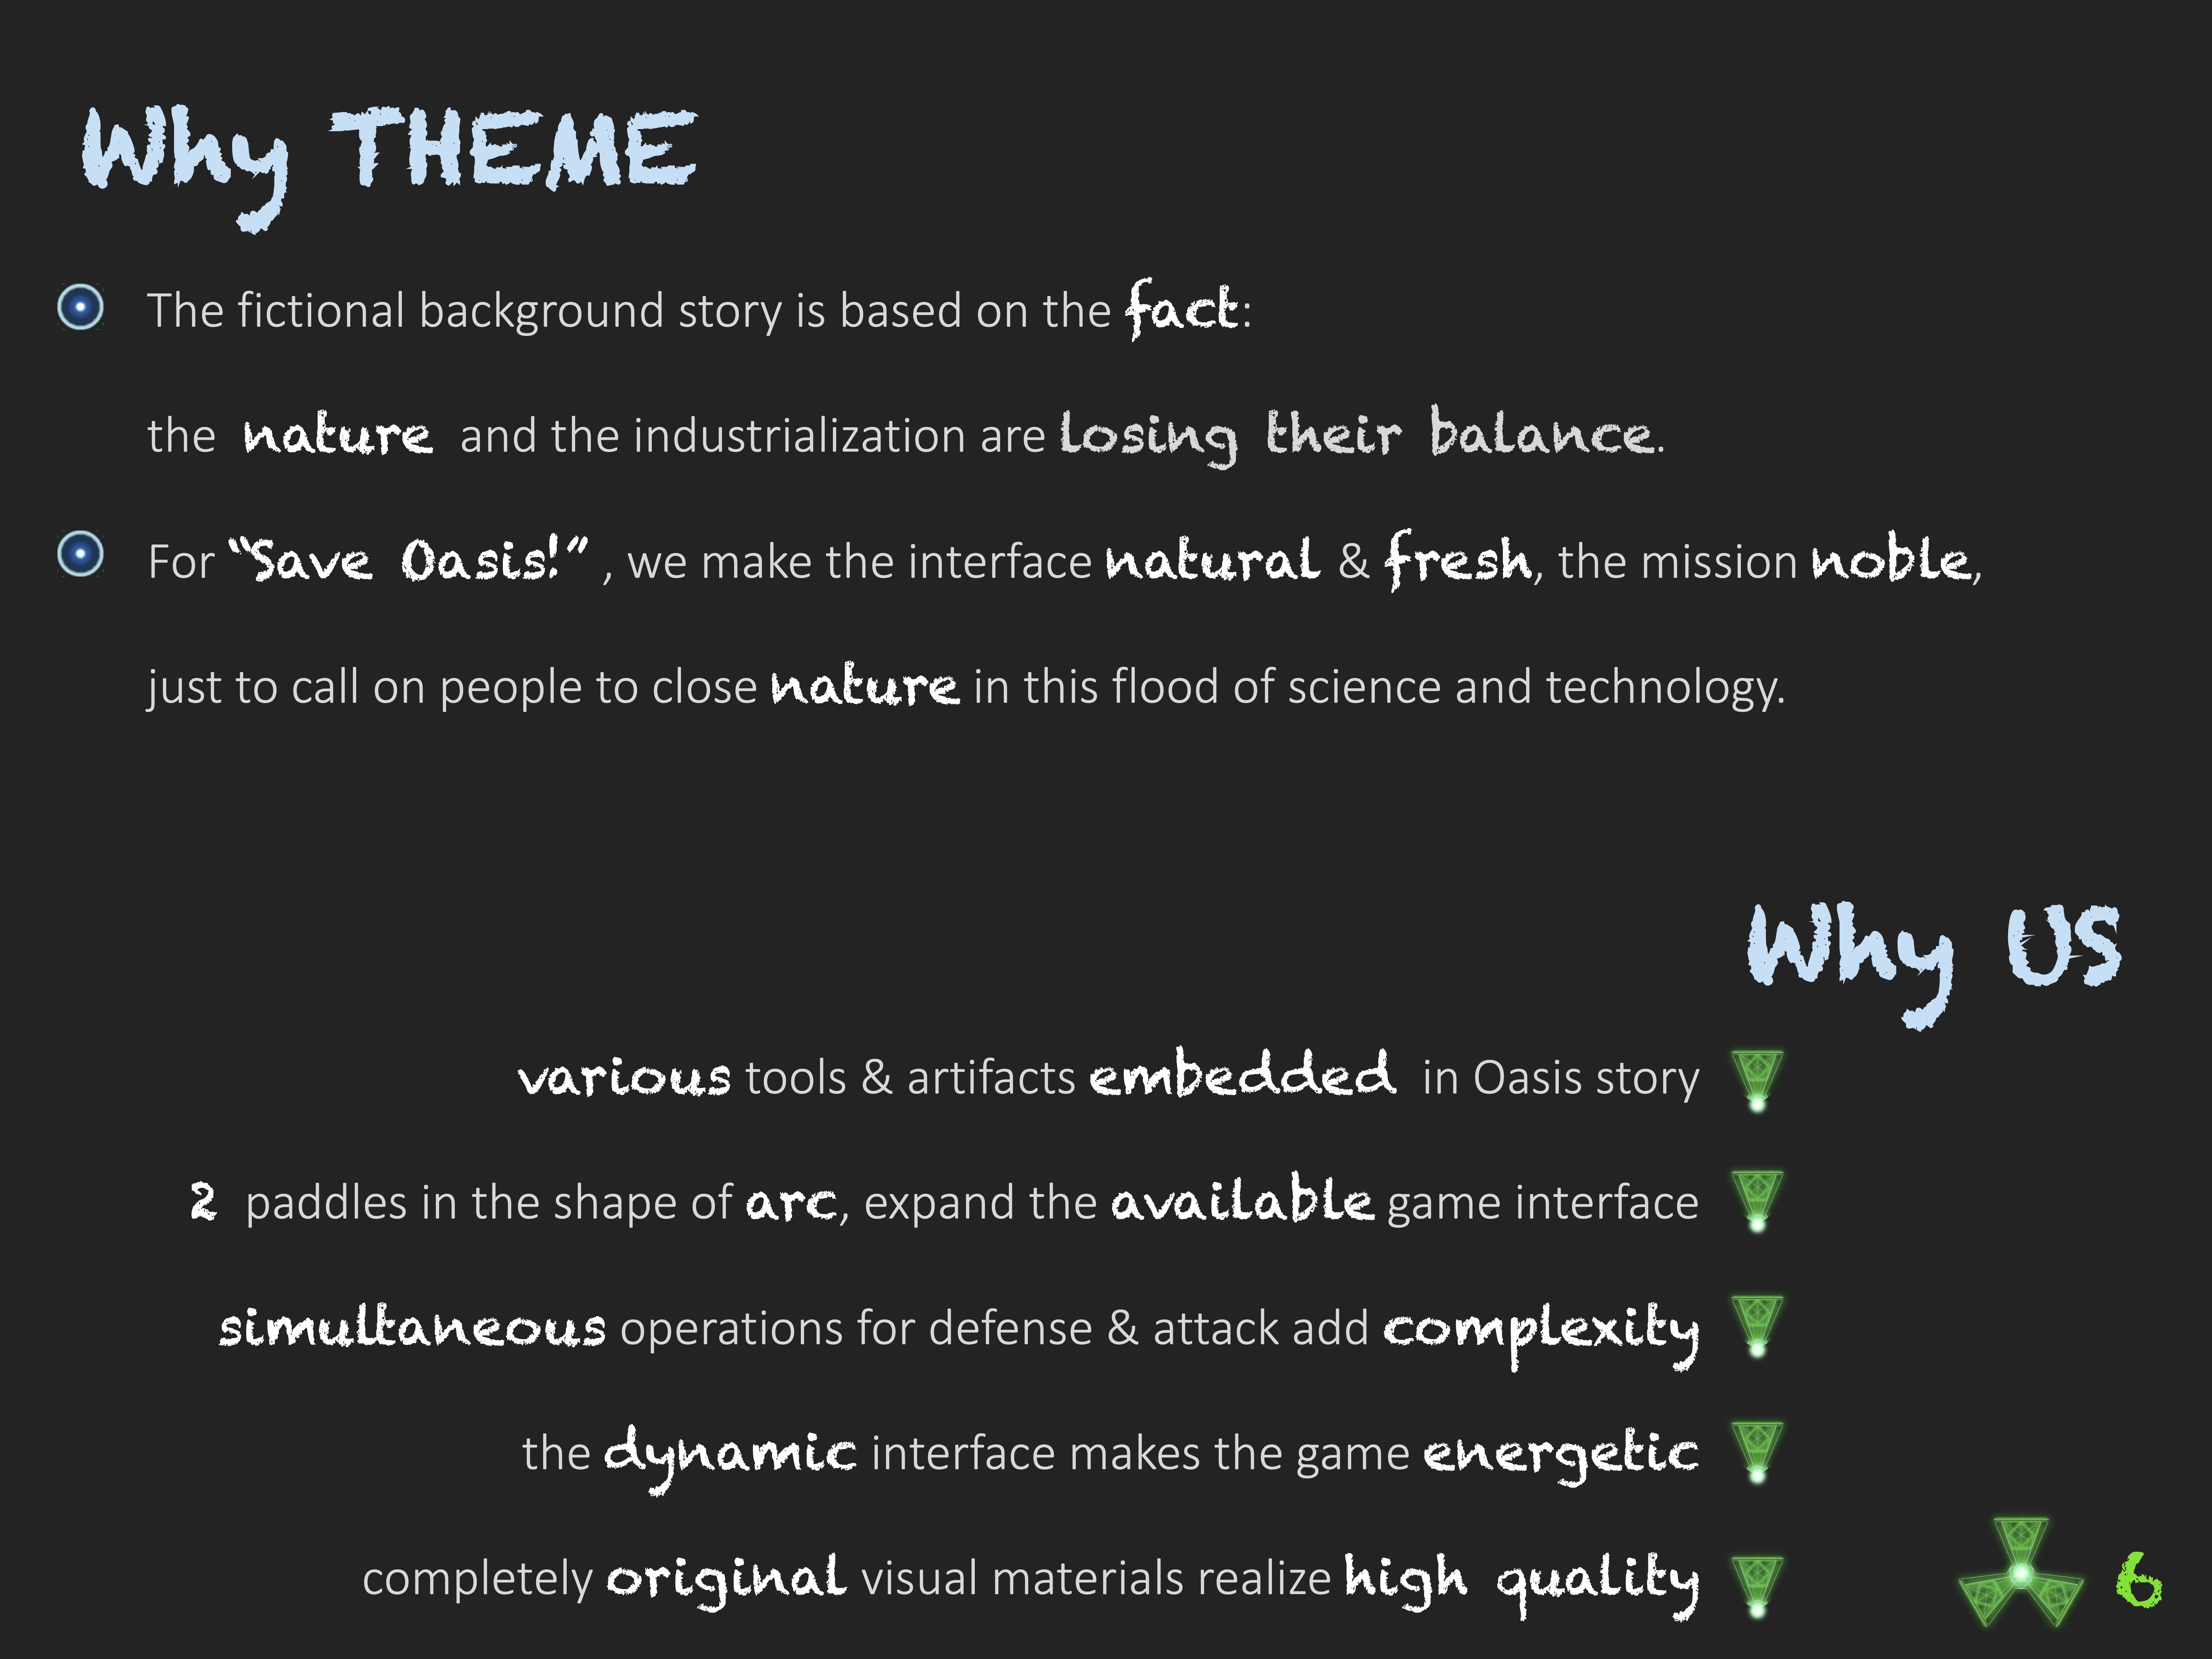 Why THEME
The fictional background story is based on the fact:
the nature and the industrialization are losing their balance.
For “Save Oasis!” , we make the interface natural & fresh, the mission noble,
just to call on people to close nature in this flood of science and technology.
Why US
various tools & artifacts embedded in Oasis story
2 paddles in the shape of arc, expand the available game interface
simultaneous operations for defense & attack add complexity
the dynamic interface makes the game energetic
completely original visual materials realize high quality
6